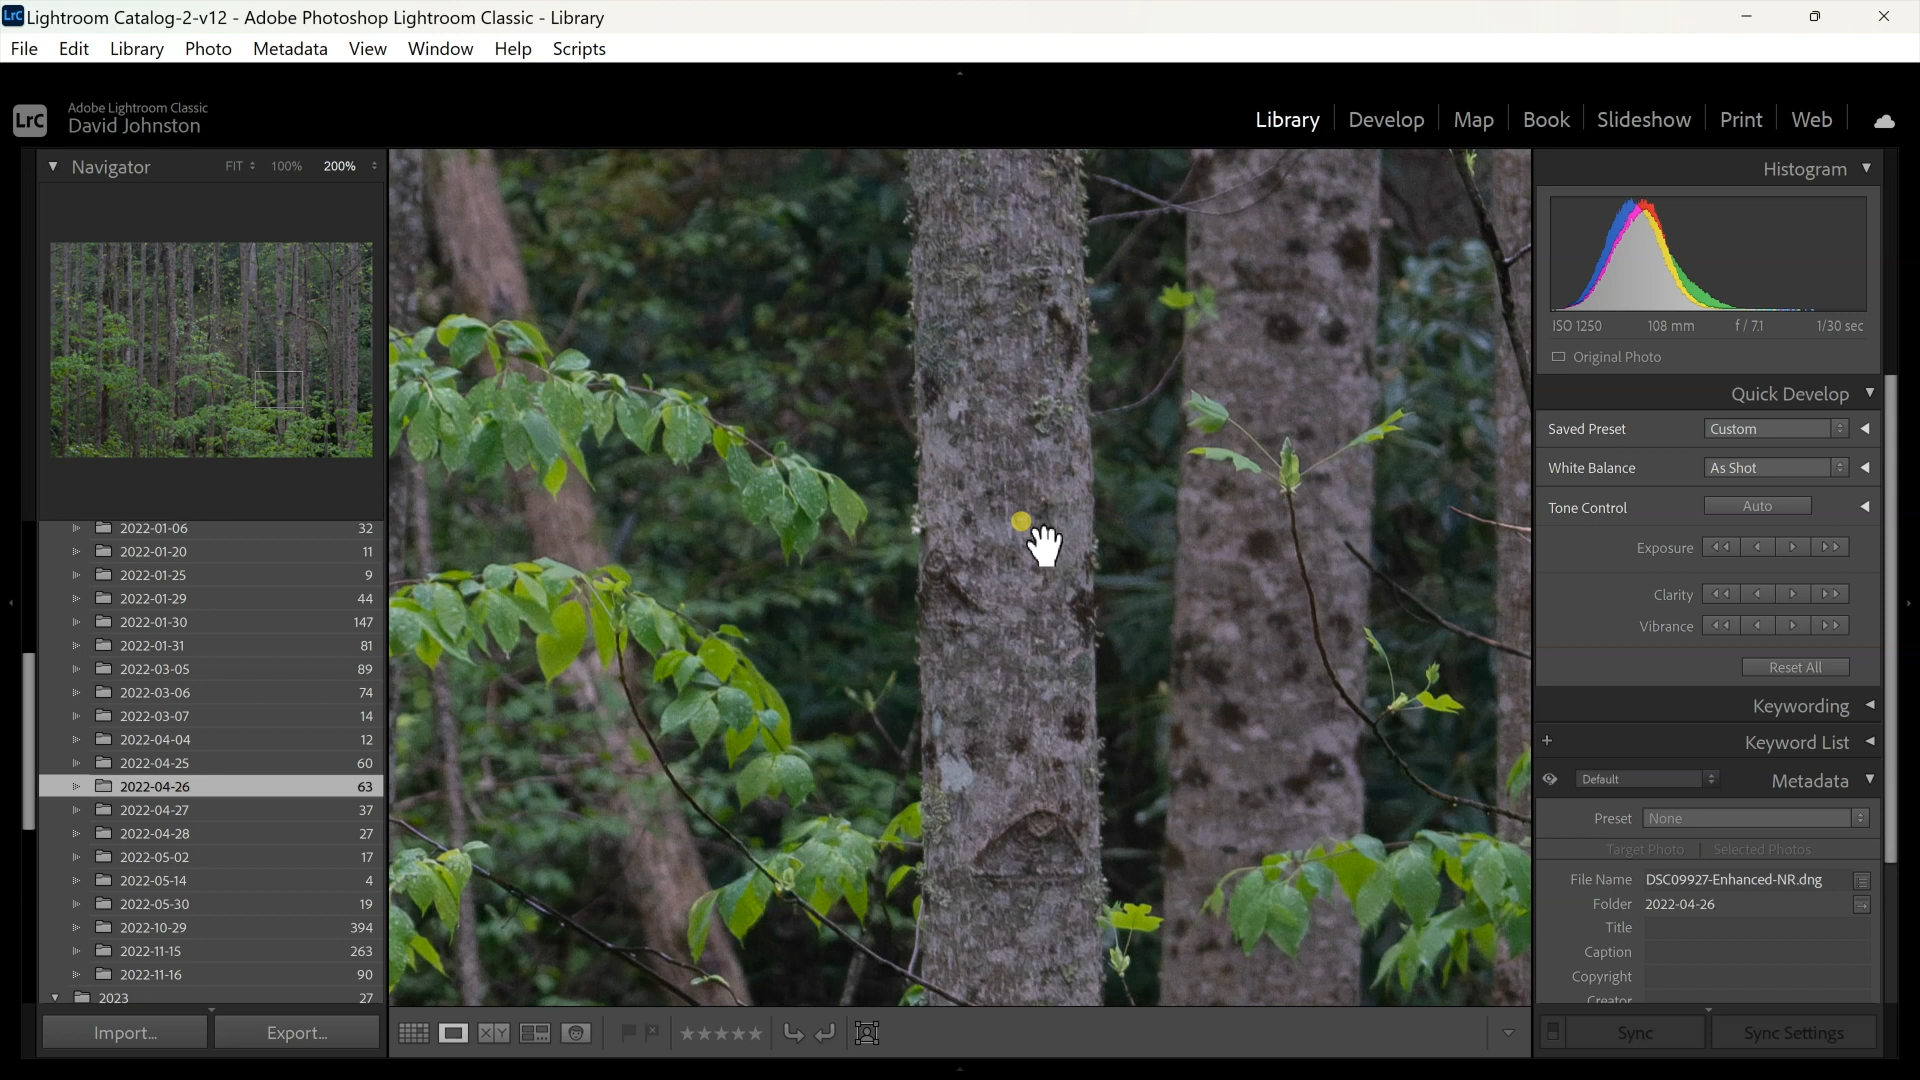 LrC Lightroom Catalog-2-v12 - Adobe Photoshop Lightroom Classic - Library
File Edit Library Photo Metadata View Window Help Scripts
LrC Adobe Lightroom Classic
David Johnston
Library Develop Map Book Slideshow Print Web
Navigator FIT 100% 200%
2022-01-06 32
2022-01-20 11
2022-01-25 9
2022-01-29 44
2022-01-30 147
2022-01-31 81
2022-03-05 89
2022-03-06 74
2022-03-07 14
2022-04-04 12
2022-04-25 60
2022-04-26 63
2022-04-27 37
2022-04-28 27
2022-05-02 17
2022-05-14 4
2022-05-30 19
2022-10-29 394
2022-11-15 263
2022-11-16 90
2023 27
Import... Export...
X Y
Histogram
ISO 1250 108 mm f / 7.1 1/30 sec
Original Photo
Quick Develop
Saved Preset Custom
White Balance As Shot
Tone Control Auto
Exposure
Clarity
Vibrance
Reset All
Keywording
+ Keyword List
Default Metadata
Preset None
Target Photo | Selected Photos
File Name DSC09927-Enhanced-NR.dng
Folder 2022-04-26
Title
Caption
Copyright
Creator
Sync Sync Settings